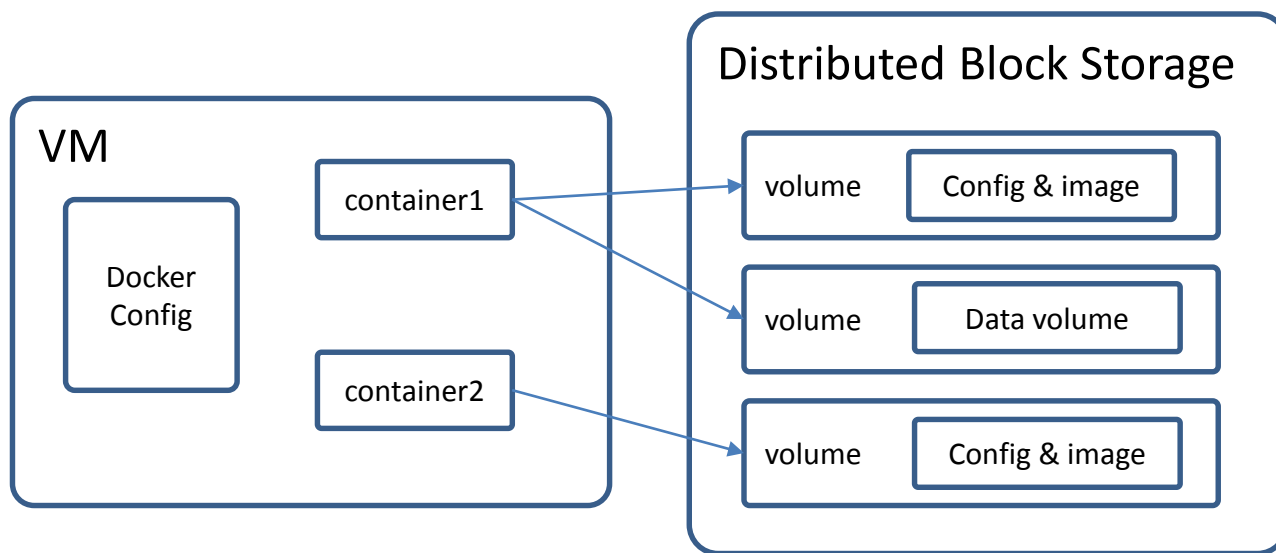 VM
Docker
Config
container1
container2
Distributed Block Storage
volume
Config & image
volume
Data volume
volume
Config & image